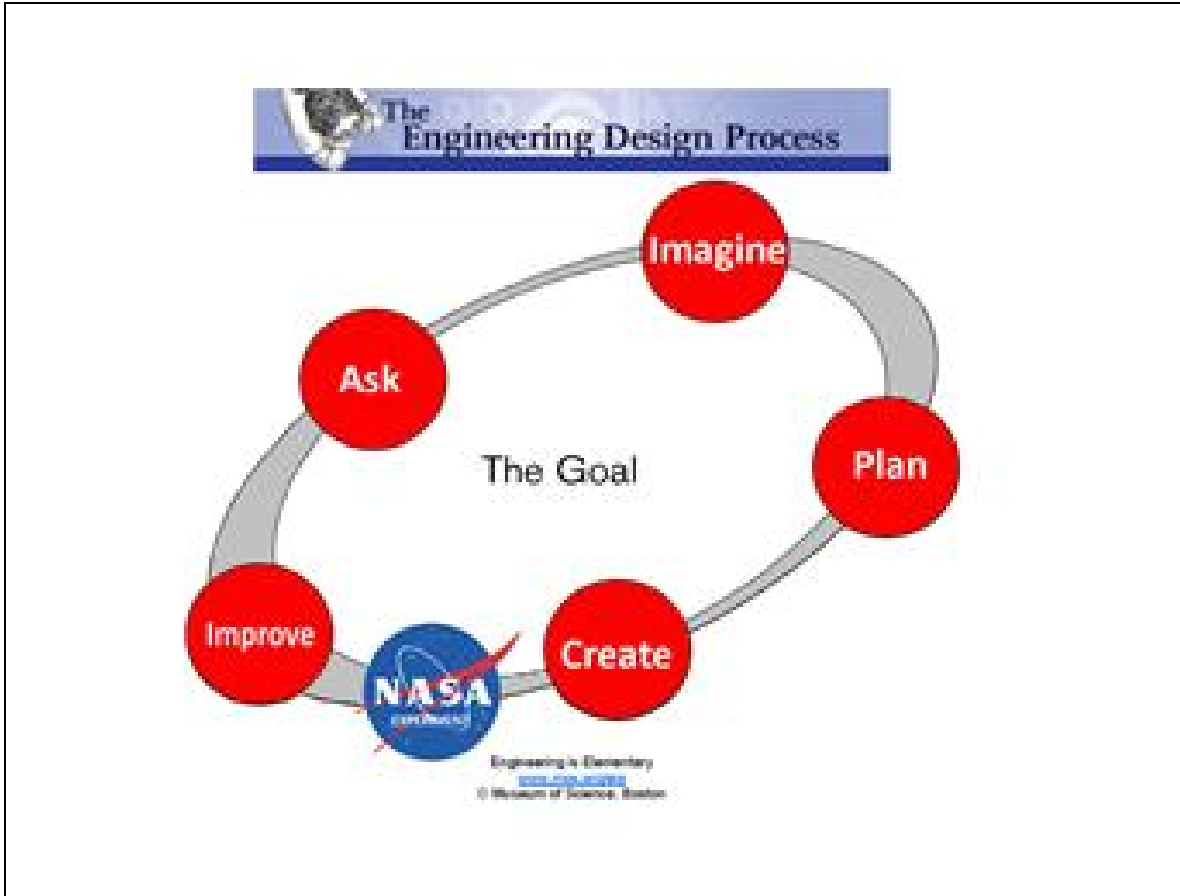 The
Engineering Design Process
Imagine
Ask
Plan
The Goal
Improve
Create
NASA
EXPERIMENT
Engineering is Elementary
© Museum of Science, Boston